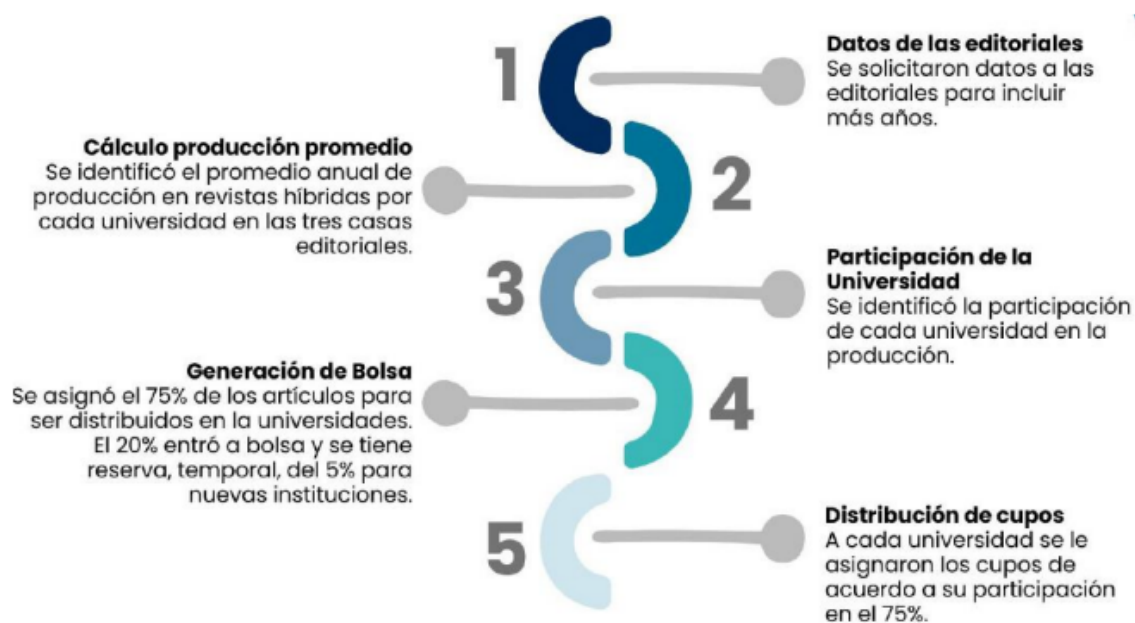 1
Datos de las editoriales
Se solicitaron datos a las
editoriales para incluir
más años.
Cálculo producción promedio
Se identificó el promedio anual de
producción en revistas híbridas por
cada universidad en las tres casas
editoriales.
2
3
Participación de la
Universidad
Se identificó la participación
de cada universidad en la
producción.
Generación de Bolsa
Se asignó el 75% de los artículos para
ser distribuidos en la universidades.
El 20% entró a bolsa y se tiene
reserva, temporal, del 5% para
nuevas instituciones.
4
5
Distribución de cupos
A cada universidad se le
asignaron los cupos de
acuerdo a su participación
en el 75%.